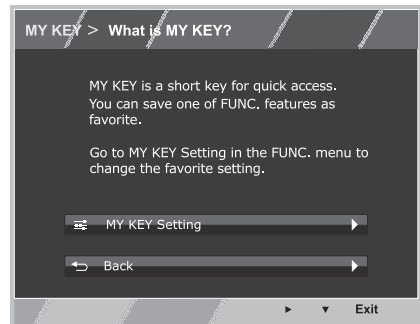 MY KEY > What is MY KEY?
MY KEY is a short key for quick access.
You can save one of FUNC. features as
favorite.
Go to MY KEY Setting in the FUNC. menu to
change the favorite setting.
MY KEY Setting
Back
Exit